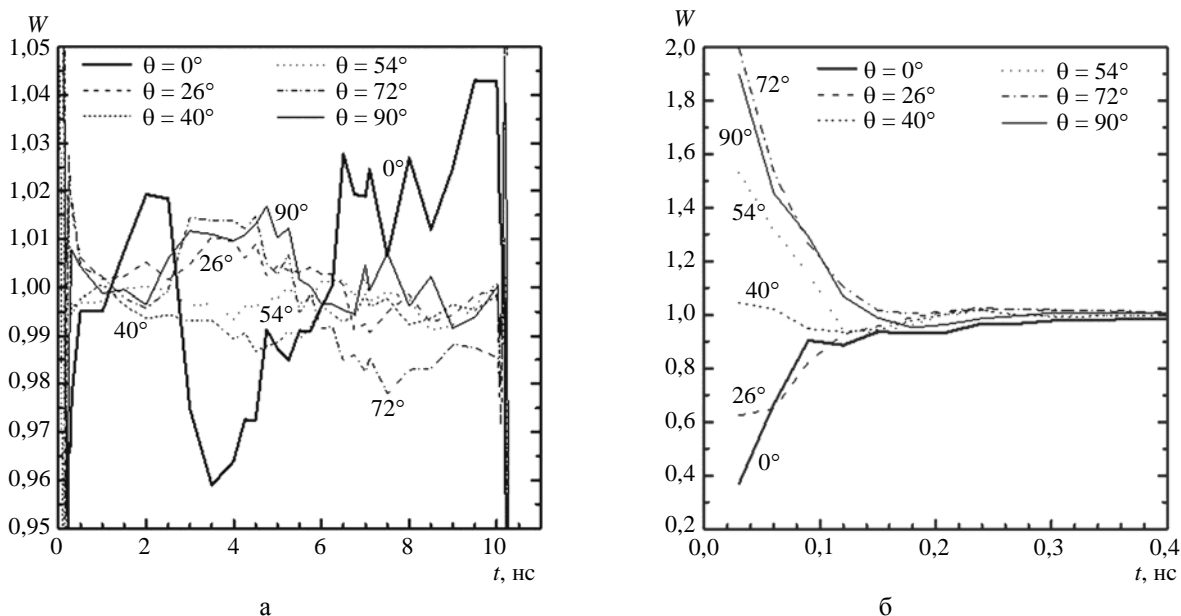 W
1,05
1,04
1,03
1,02
1,01
1,00
0,99
0,98
0,97
0,96
0,95
0
2
4
6
8
10
t, нс
θ = 0°
θ = 26°
θ = 40°
θ = 54°
θ = 72°
θ = 90°
0°
90°
26°
54°
40°
72°
а
W
2,0
1,8
1,6
1,4
1,2
1,0
0,8
0,6
0,4
0,2
0,0
0,1
0,2
0,3
0,4
t, нс
θ = 0°
θ = 26°
θ = 40°
θ = 54°
θ = 72°
θ = 90°
72°
90°
54°
40°
26°
0°
б